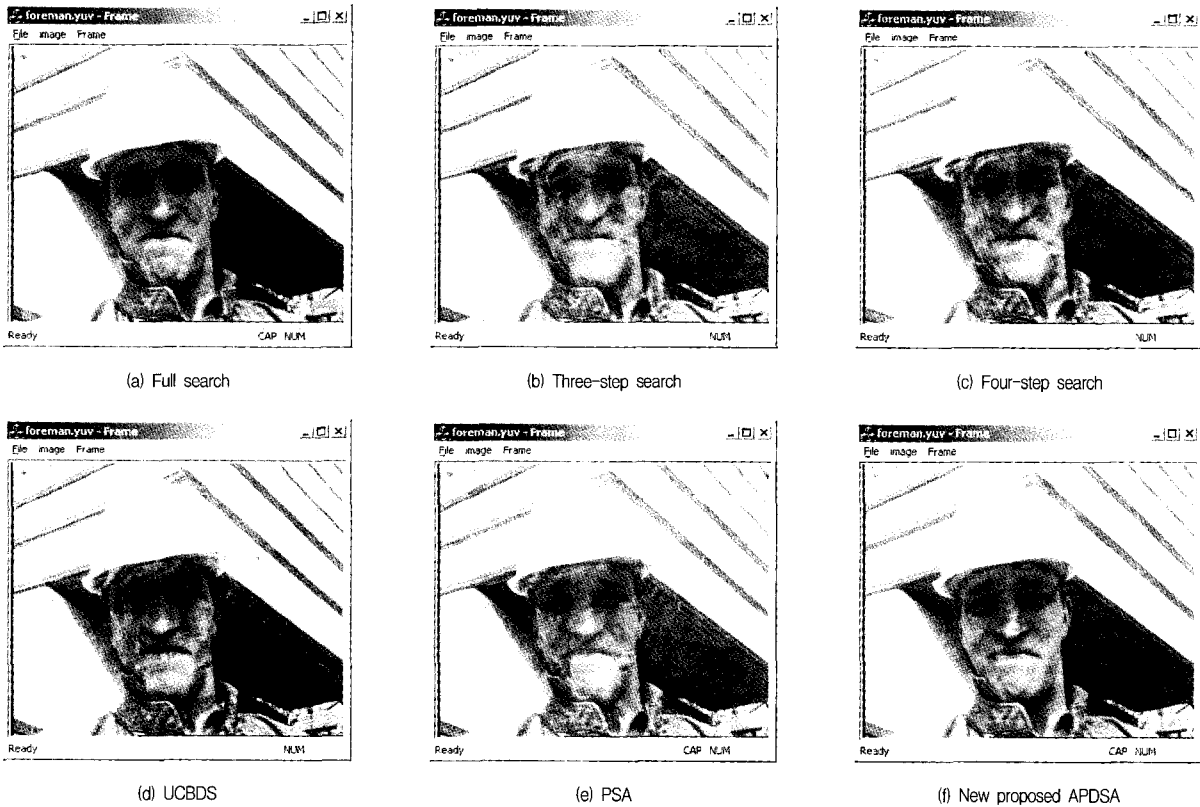 foreman.yuv - Frame
File image Frame
Ready CAP NUM
(a) Full search
foreman.yuv - Frame
File image Frame
Ready NUM
(b) Three-step search
foreman.yuv - Frame
File image Frame
Ready NUM
(c) Four-step search
foreman.yuv - Frame
File image Frame
Ready NUM
(d) UCBDS
foreman.yuv - Frame
File image Frame
Ready CAP NUM
(e) PSA
foreman.yuv - Frame
File image Frame
Ready CAP NUM
(f) New proposed APDSA